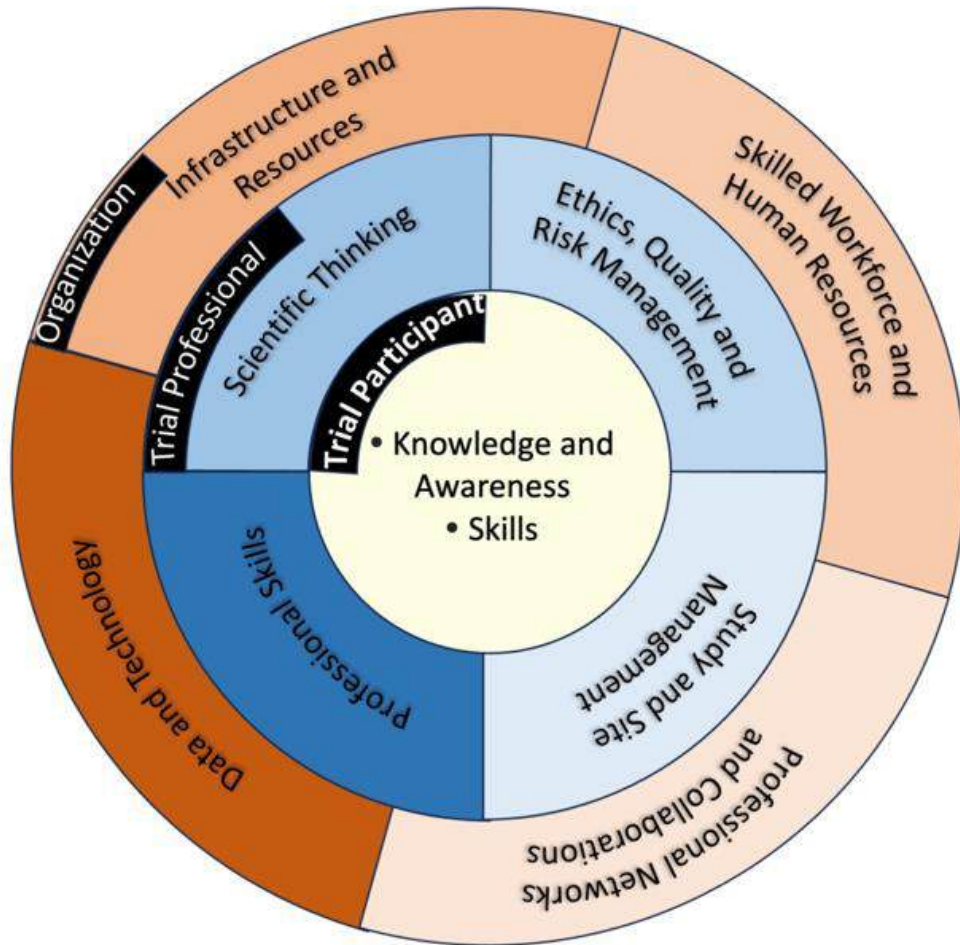 Organization
Infrastructure and
Resources
Skilled Workforce and
Human Resources
Professional Networks
and Collaborations
Data and Technology
Trial Professional
Scientific Thinking
Ethics, Quality and
Risk Management
Study and Site
Management
Professional Skills
Trial Participant
• Knowledge and
Awareness
• Skills